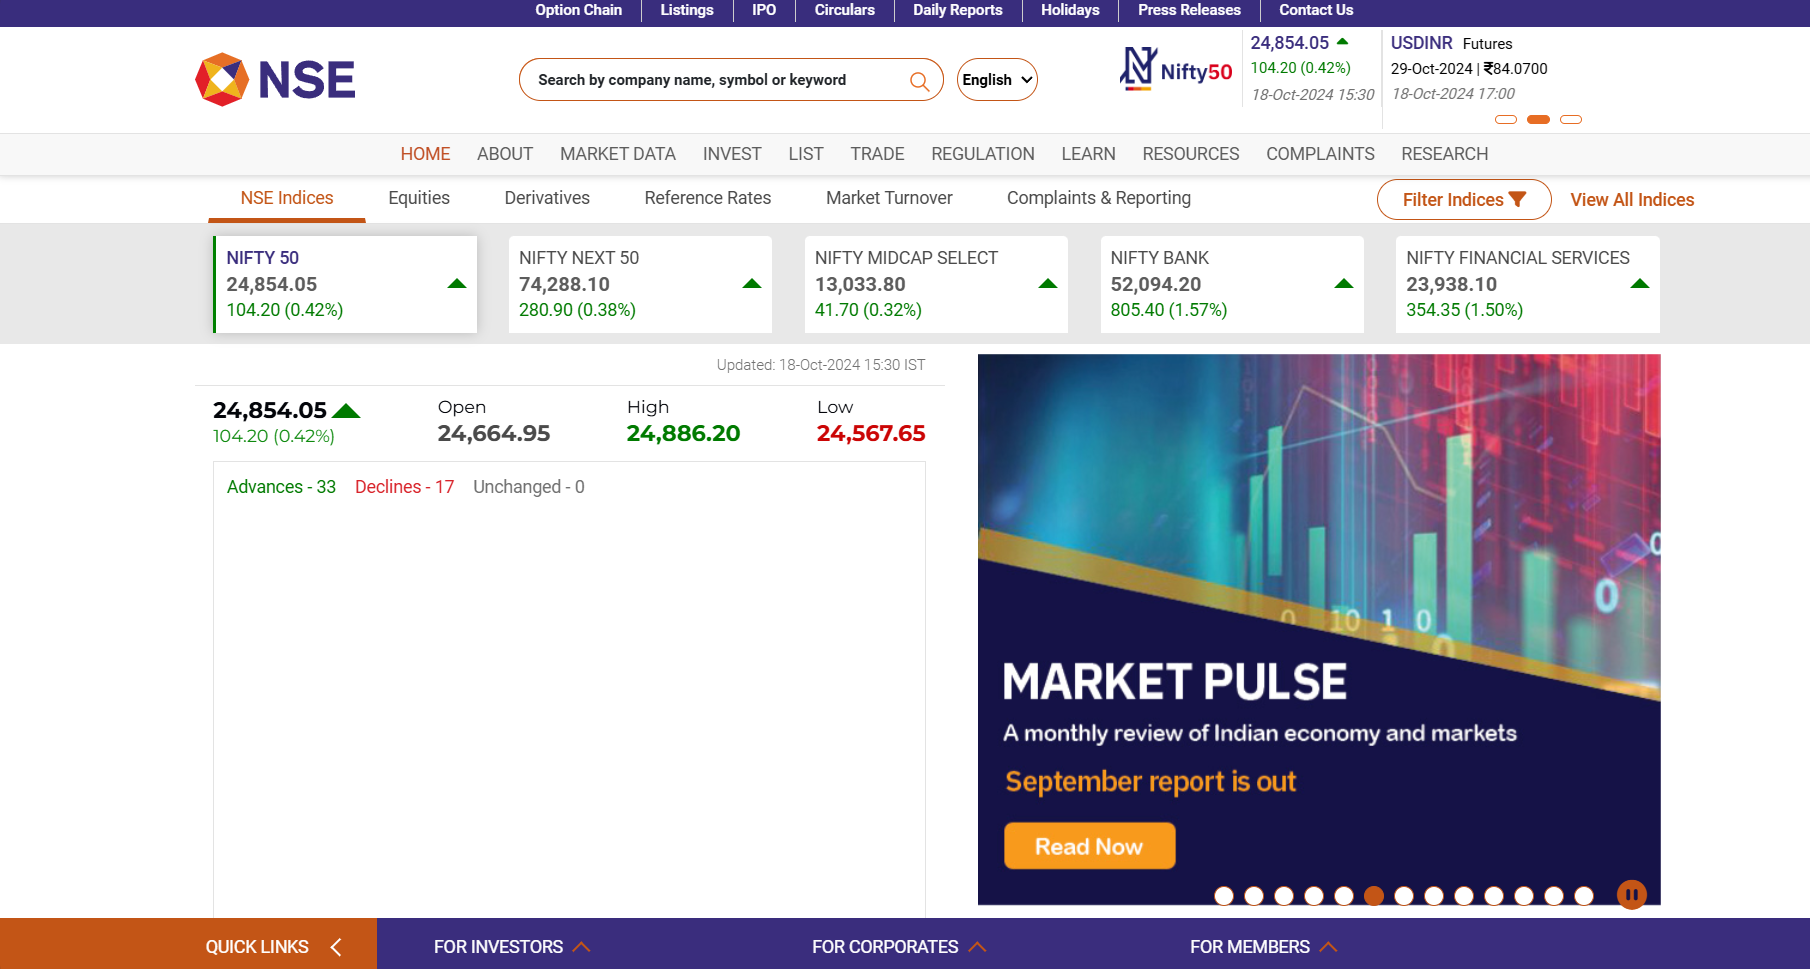 Option Chain Listings IPO Circulars Daily Reports Holidays Press Releases Contact Us
NSE
Search by company name, symbol or keyword
English
Nifty50
24,854.05
104.20 (0.42%)
18-Oct-2024 15:30
USDINR Futures
29-Oct-2024 | ₹84.0700
18-Oct-2024 17:00
HOME ABOUT MARKET DATA INVEST LIST TRADE REGULATION LEARN RESOURCES COMPLAINTS RESEARCH
NSE Indices Equities Derivatives Reference Rates Market Turnover Complaints & Reporting
Filter Indices View All Indices
NIFTY 50
24,854.05
104.20 (0.42%)
NIFTY NEXT 50
74,288.10
280.90 (0.38%)
NIFTY MIDCAP SELECT
13,033.80
41.70 (0.32%)
NIFTY BANK
52,094.20
805.40 (1.57%)
NIFTY FINANCIAL SERVICES
23,938.10
354.35 (1.50%)
Updated: 18-Oct-2024 15:30 IST
24,854.05
104.20 (0.42%)
Open
24,664.95
High
24,886.20
Low
24,567.65
Advances - 33 Declines - 17 Unchanged - 0
0 10 1 0
0
0
0
MARKET PULSE
A monthly review of Indian economy and markets
September report is out
Read Now
QUICK LINKS FOR INVESTORS FOR CORPORATES FOR MEMBERS